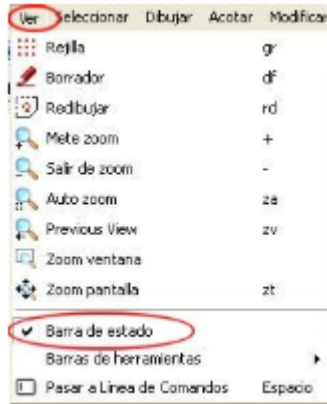 Ver Seleccionar Dibujar Acotar Modificar
Rejilla gr
Borrador df
Redibujar rd
Mete zoom +
Salir de zoom -
Auto zoom za
Previous View zv
Zoom ventana
Zoom pantalla zt
Barra de estado
Barras de herramientas
Pasar a Línea de Comandos Espacio